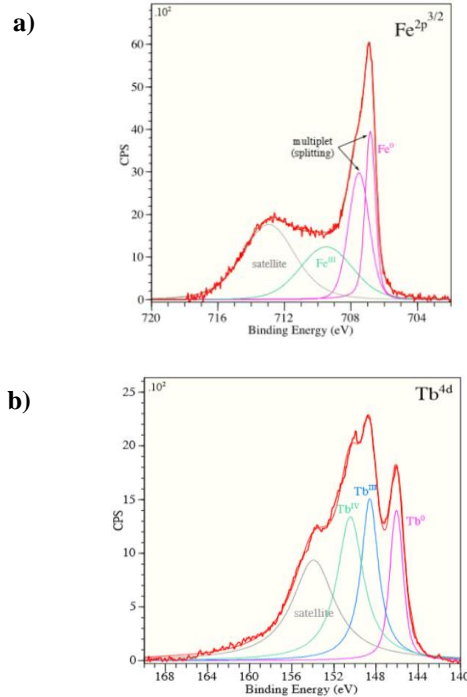 a)
.10²
Fe²ᵖ³/²
60
50
40
30
20
10
0
CPS
multiplet
(splitting)
Fe⁰
satellite
Feᴵᴵᴵ
720 716 712 708 704
Binding Energy (eV)
b)
.10²
Tb⁴ᵈ
25
20
15
10
5
0
CPS
Tbᴵⱽ
Tbᴵᴵᴵ
Tb⁰
satellite
168 164 160 156 152 148 144 140
Binding Energy (eV)